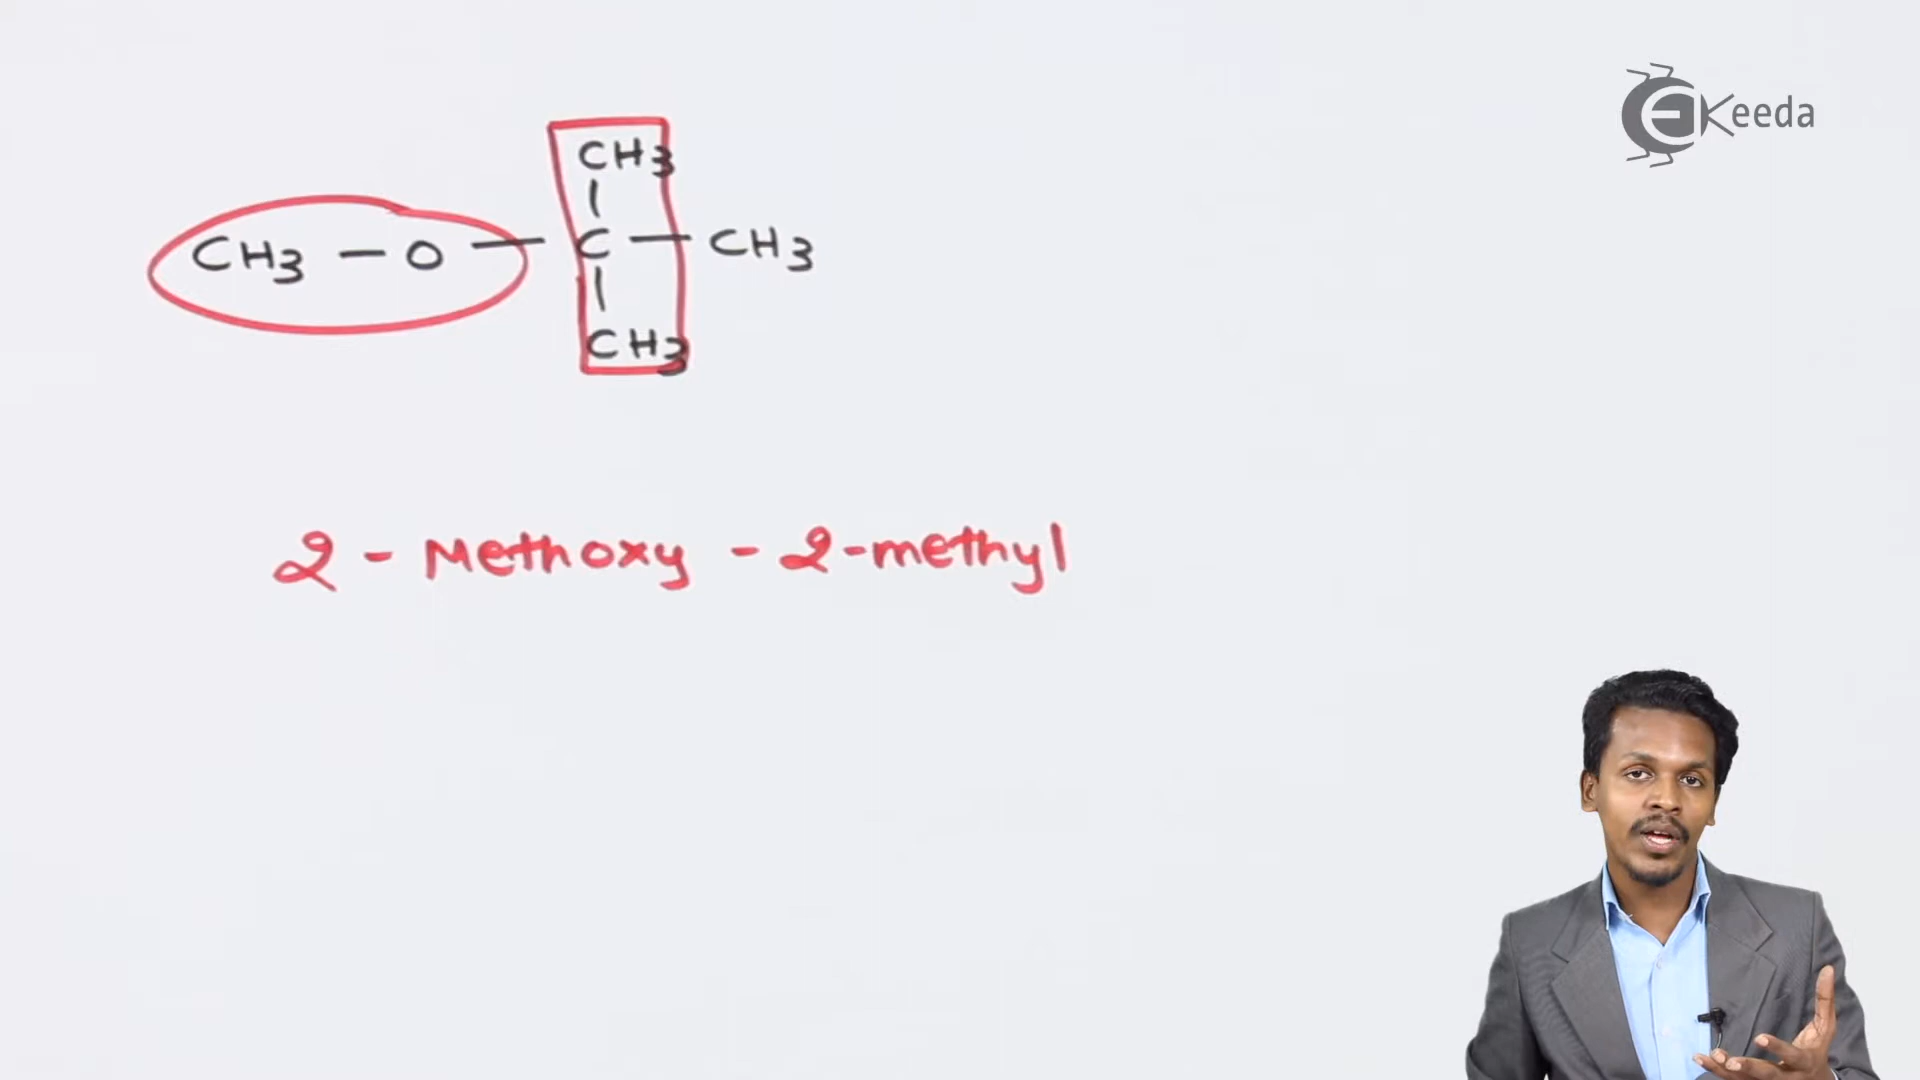 Keeda
CH3
CH3 - O - C - CH3
CH3
2 - Methoxy - 2-methyl